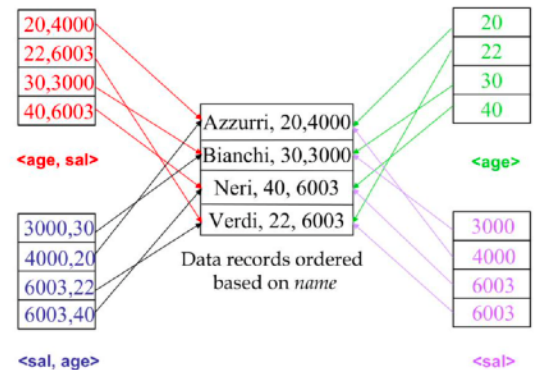 20,4000
22,6003
30,3000
40,6003
<age, sal>
3000,30
4000,20
6003,22
6003,40
<sal, age>
Azzurri, 20,4000
Bianchi, 30,3000
Neri, 40, 6003
Verdi, 22, 6003
Data records ordered
based on name
20
22
30
40
<age>
3000
4000
6003
6003
<sal>